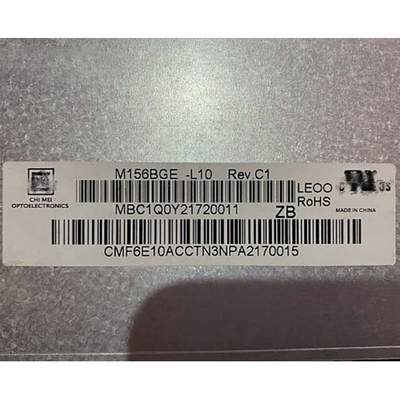 M156BGE -L10 Rev.C1
CHI MEI
OPTOELECTRONICS
LEOO
RoHS
MADE IN CHINA
MBC1Q0Y21720011 ZB
CMF6E10ACCTN3NPA2170015